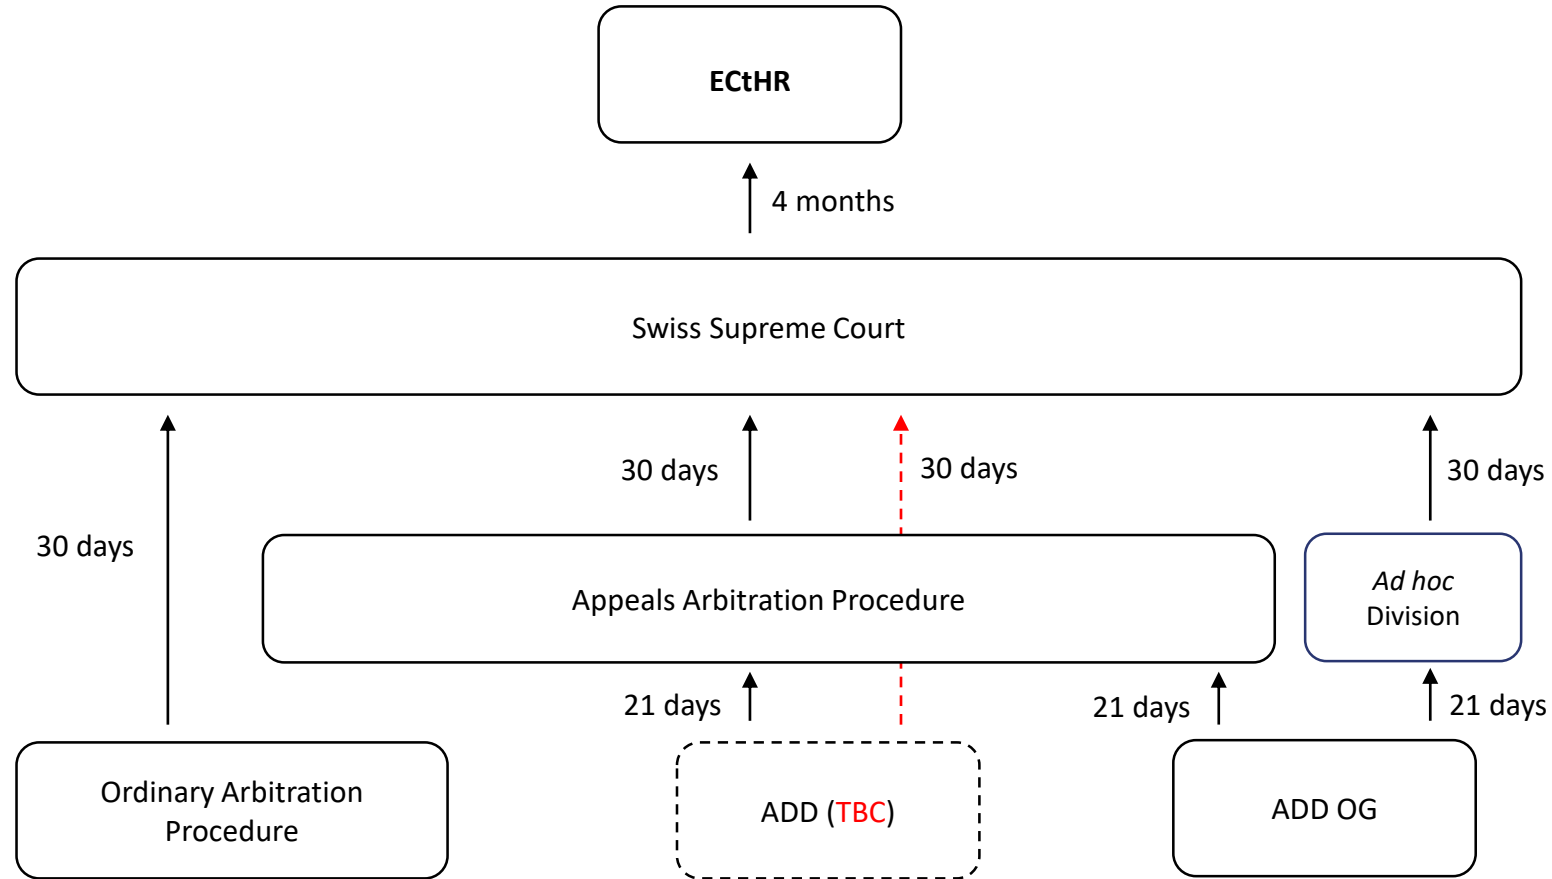 ECtHR
4 months
Swiss Supreme Court
30 days
30 days
30 days
30 days
Appeals Arbitration Procedure
Ad hoc
Division
21 days
21 days
21 days
Ordinary Arbitration
Procedure
ADD (TBC)
ADD OG